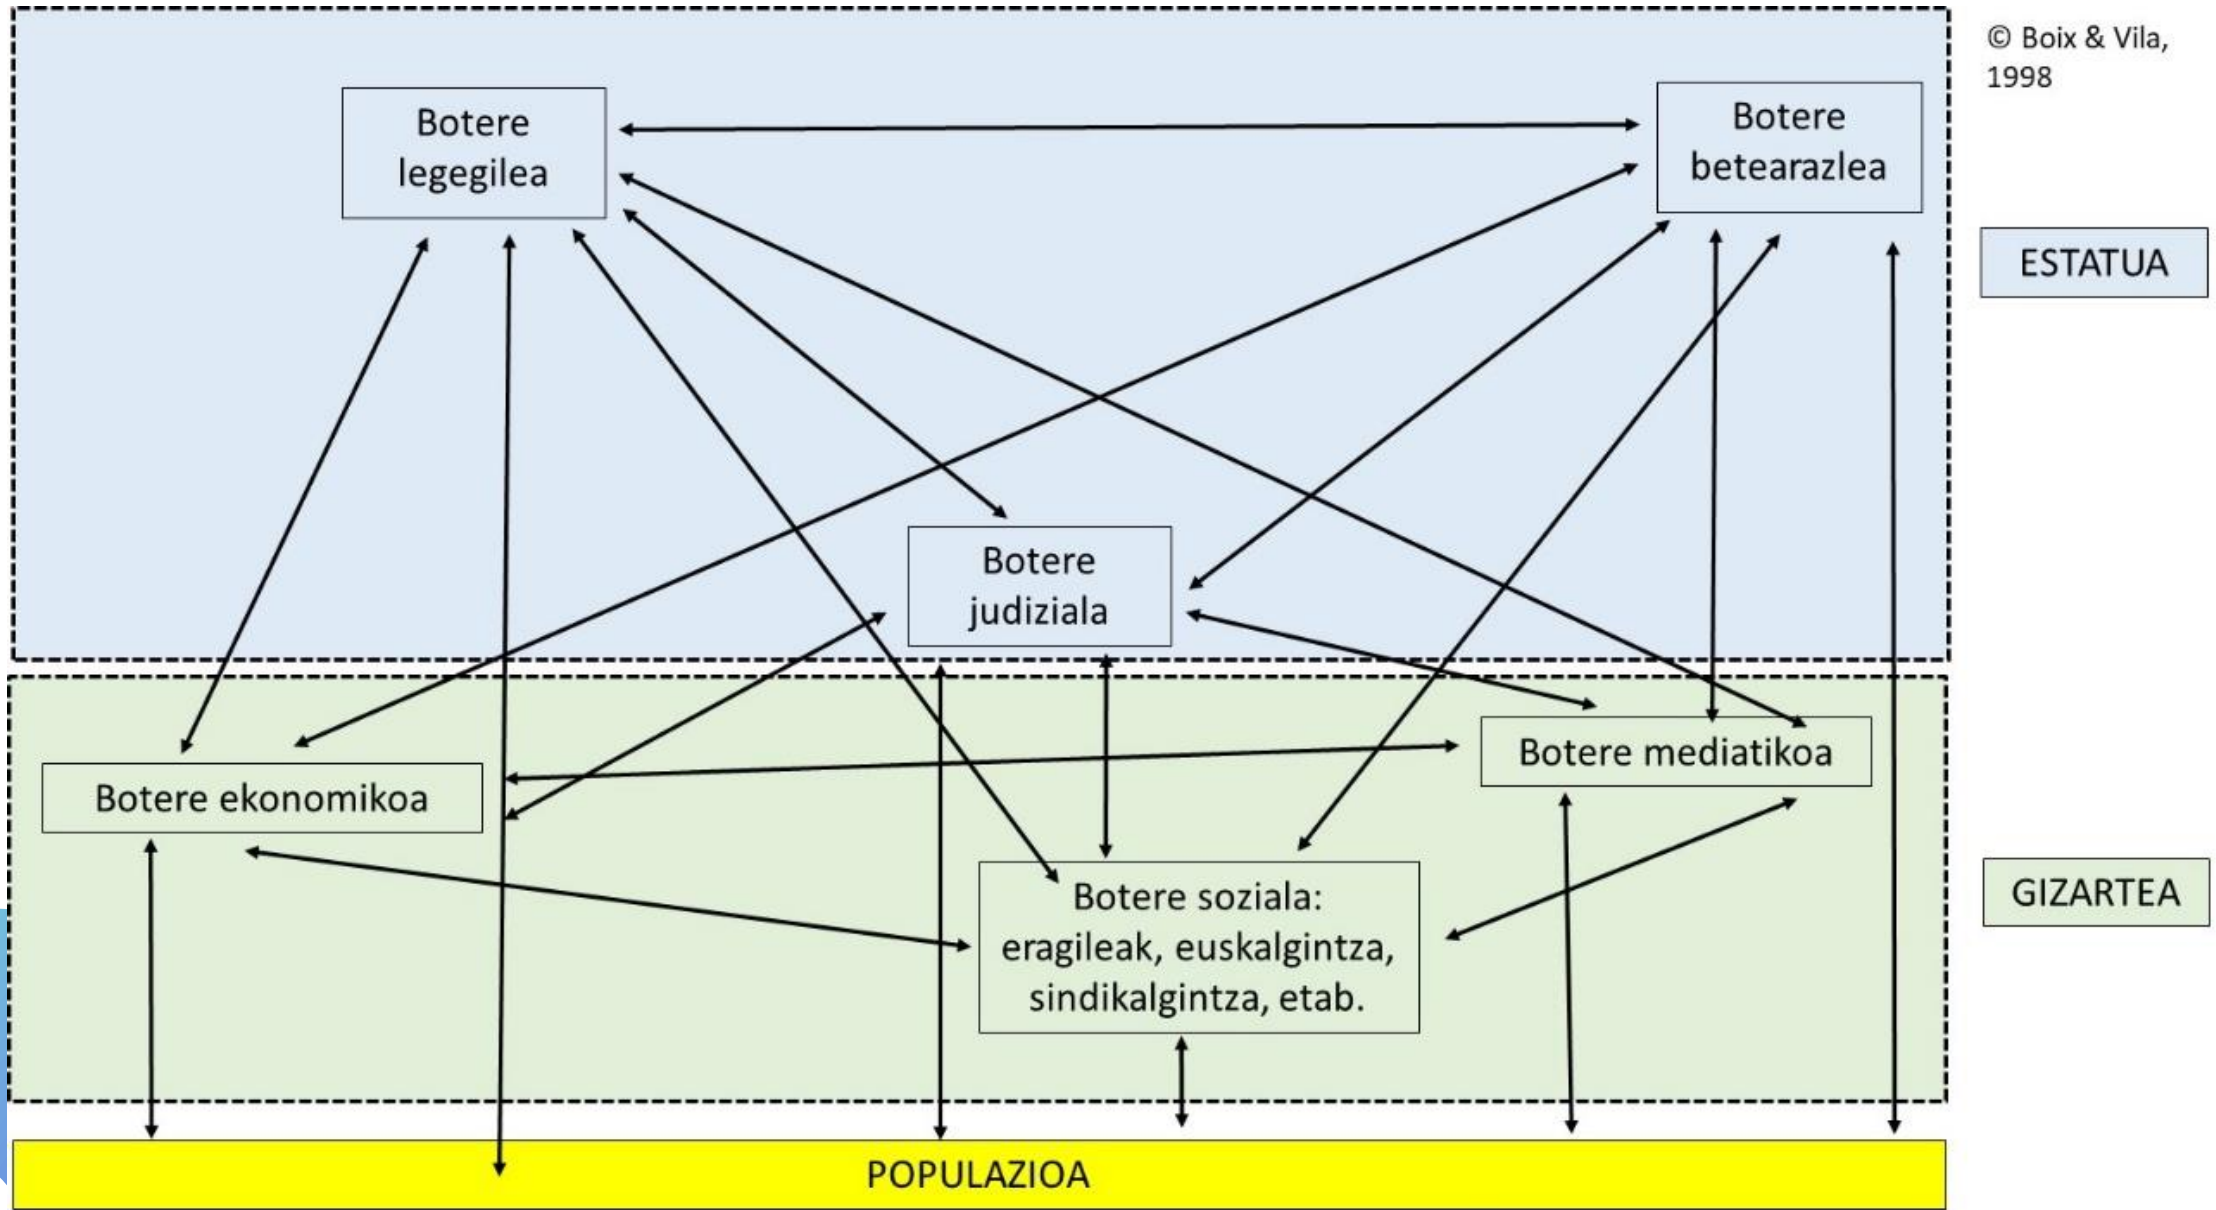 © Boix & Vila,
1998
Botere
legegilea
Botere
betearazlea
ESTATUA
Botere
judiziala
Botere mediatikoa
Botere ekonomikoa
Botere soziala:
eragileak, euskalgintza,
sindikalgintza, etab.
GIZARTEA
POPULAZIOA